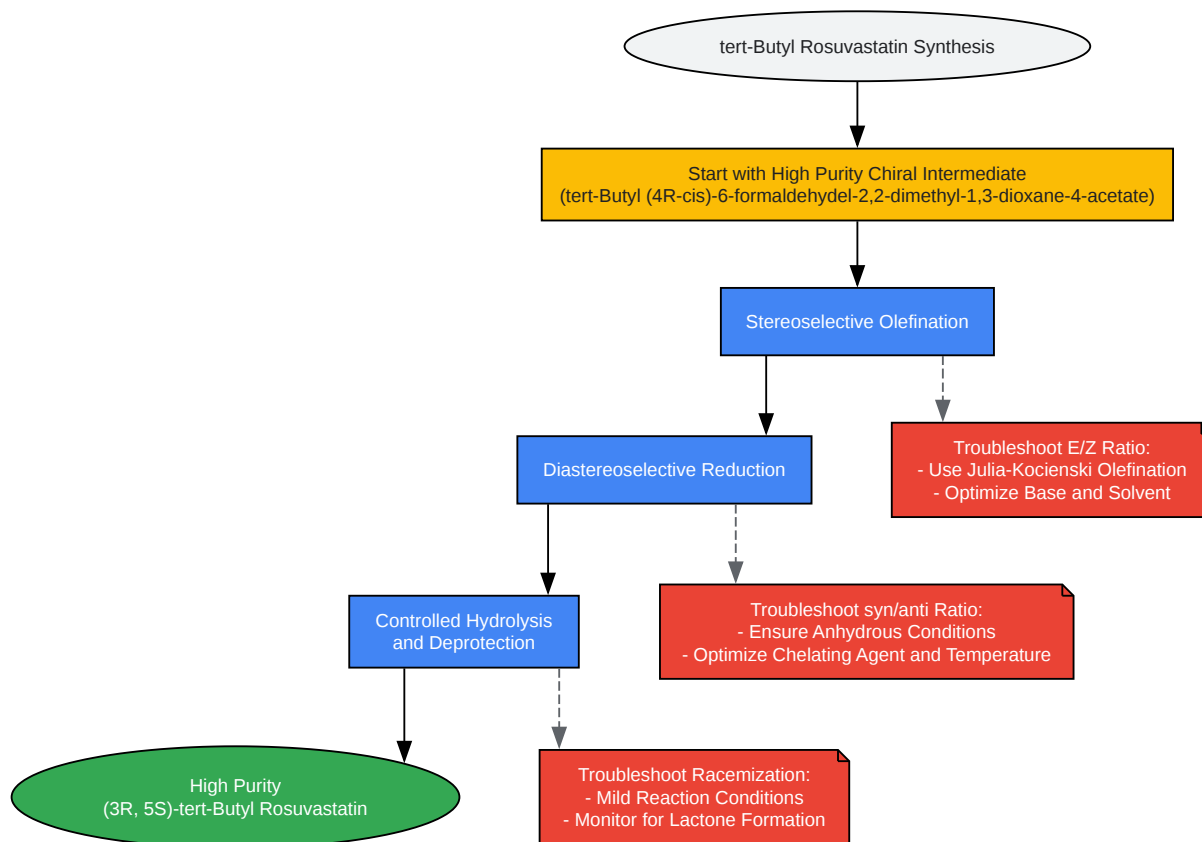 tert-Butyl Rosuvastatin Synthesis
Start with High Purity Chiral Intermediate
(tert-Butyl (4R-cis)-6-formaldehydel-2,2-dimethyl-1,3-dioxane-4-acetate)
Stereoselective Olefination
Troubleshoot E/Z Ratio:
- Use Julia-Kocienski Olefination
- Optimize Base and Solvent
Diastereoselective Reduction
Troubleshoot syn/anti Ratio:
- Ensure Anhydrous Conditions
- Optimize Chelating Agent and Temperature
Controlled Hydrolysis
and Deprotection
Troubleshoot Racemization:
- Mild Reaction Conditions
- Monitor for Lactone Formation
High Purity
(3R, 5S)-tert-Butyl Rosuvastatin